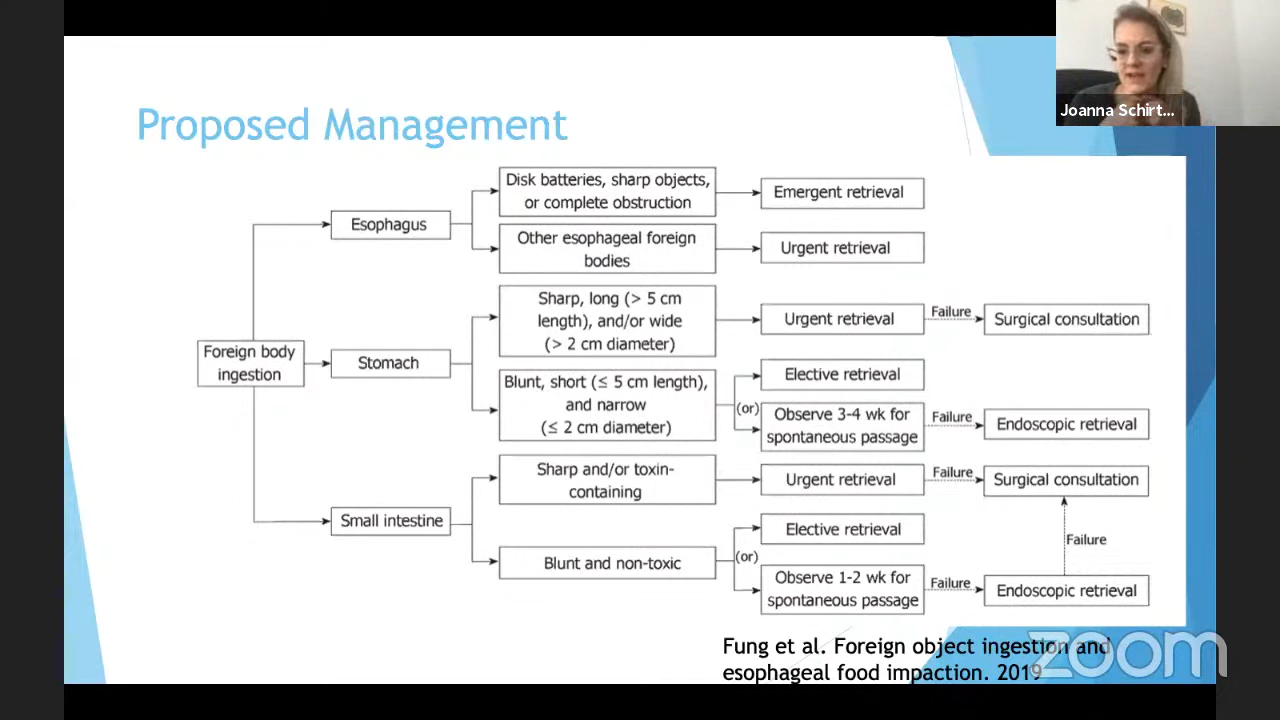 Joanna Schirt...
Proposed Management
Foreign body
ingestion
Esophagus
Disk batteries, sharp objects,
or complete obstruction
Emergent retrieval
Other esophageal foreign
bodies
Urgent retrieval
Stomach
Sharp, long (> 5 cm
length), and/or wide
(> 2 cm diameter)
Urgent retrieval
Failure
Surgical consultation
Blunt, short (≤ 5 cm length),
and narrow
(≤ 2 cm diameter)
Elective retrieval
(or)
Observe 3-4 wk for
spontaneous passage
Failure
Endoscopic retrieval
Small intestine
Sharp and/or toxin-
containing
Urgent retrieval
Failure
Surgical consultation
Blunt and non-toxic
Elective retrieval
(or)
Observe 1-2 wk for
spontaneous passage
Failure
Endoscopic retrieval
Failure
Fung et al. Foreign object ingestion and
esophageal food impaction. 2019
zoom